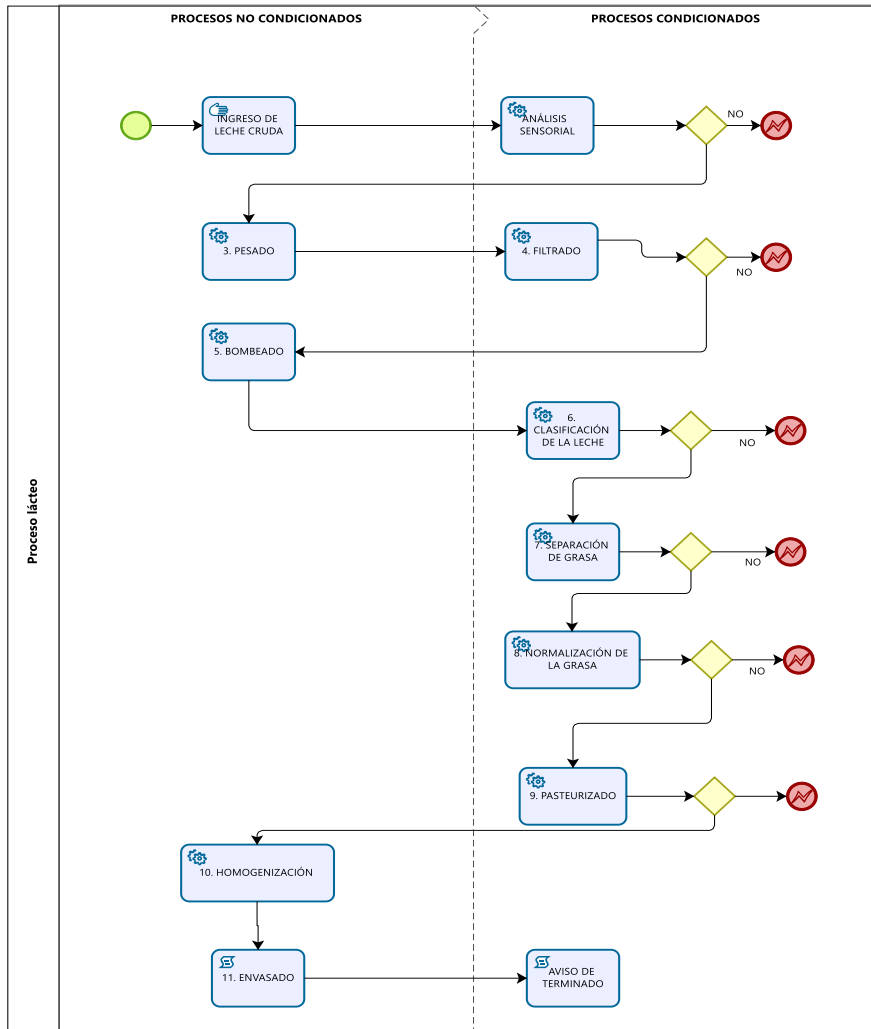 PROCESOS NO CONDICIONADOS
PROCESOS CONDICIONADOS
Proceso lácteo
INGRESO DE
LECHE CRUDA
ANÁLISIS
SENSORIAL
NO
3. PESADO
4. FILTRADO
NO
5. BOMBEADO
6.
CLASIFICACIÓN
DE LA LECHE
NO
7. SEPARACIÓN
DE GRASA
NO
8. NORMALIZACIÓN DE
LA GRASA
NO
9. PASTEURIZADO
10. HOMOGENIZACIÓN
11. ENVASADO
AVISO DE
TERMINADO